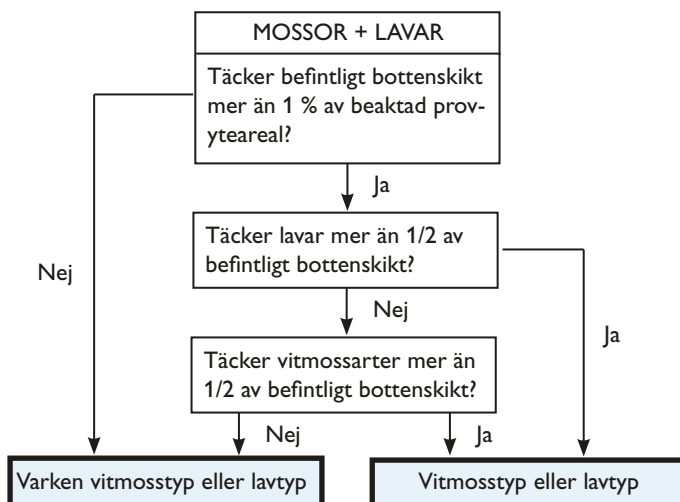 MOSSOR + LAVAR
Täcker befintligt bottenskikt
mer än 1 % av beaktad prov-
yteareal?
Ja
Täcker lavar mer än 1/2 av
befintligt bottenskikt?
Nej
Nej
Ja
Täcker vitmossarter mer än
1/2 av befintligt bottenskikt?
Nej
Ja
Varken vitmosstyp eller lavtyp
Vitmosstyp eller lavtyp